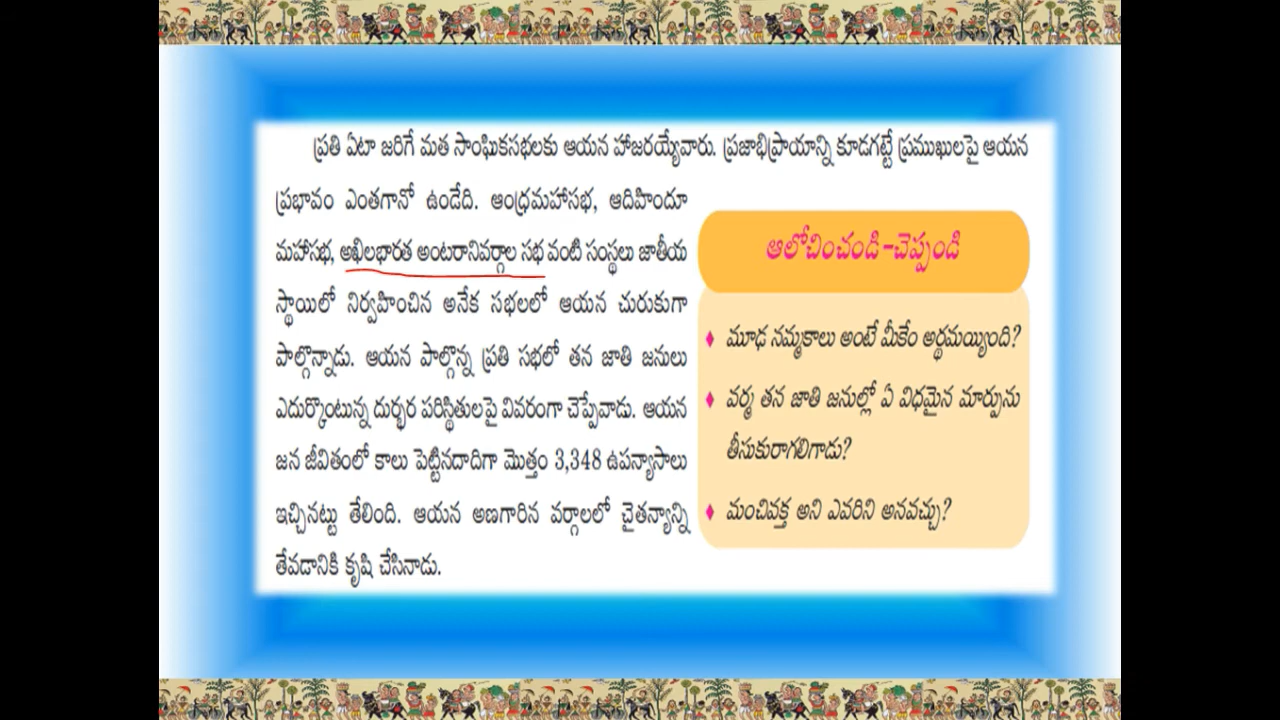 ప్రతి ఏటా జరిగే మత సాంఘికసభలకు ఆయన హాజరయ్యేవారు. ప్రజాభిప్రాయాన్ని కూడగట్టే ప్రముఖులపై ఆయన
ప్రభావం ఎంతగానో ఉండేది. ఆంధ్రమహాసభ, ఆదిహిందూ
మహాసభ, అఖిలభారత అంటరానివర్గాల సభ వంటి సంస్థలు జాతీయ
స్థాయిలో నిర్వహించిన అనేక సభలలో ఆయన చురుకుగా
పాల్గొన్నాడు. ఆయన పాల్గొన్న ప్రతి సభలో తన జాతి జనులు
ఎదుర్కొంటున్న దుర్భర పరిస్థితులపై వివరంగా చెప్పేవాడు. ఆయన
జన జీవితంలో కాలు పెట్టినదాదిగా మొత్తం 3,348 ఉపన్యాసాలు
ఇచ్చినట్టు తేలింది. ఆయన అణగారిన వర్గాలలో చైతన్యాన్ని
తేవడానికి కృషి చేసినాడు.
ఆలోచించండి-చెప్పండి
♦ మూఢ నమ్మకాలు అంటే మీకేం అర్థమయ్యింది?
♦ వర్మ తన జాతి జనుల్లో ఏ విధమైన మార్పును
తీసుకురాగలిగాడు?
♦ మంచివక్త అని ఎవరిని అనవచ్చు?